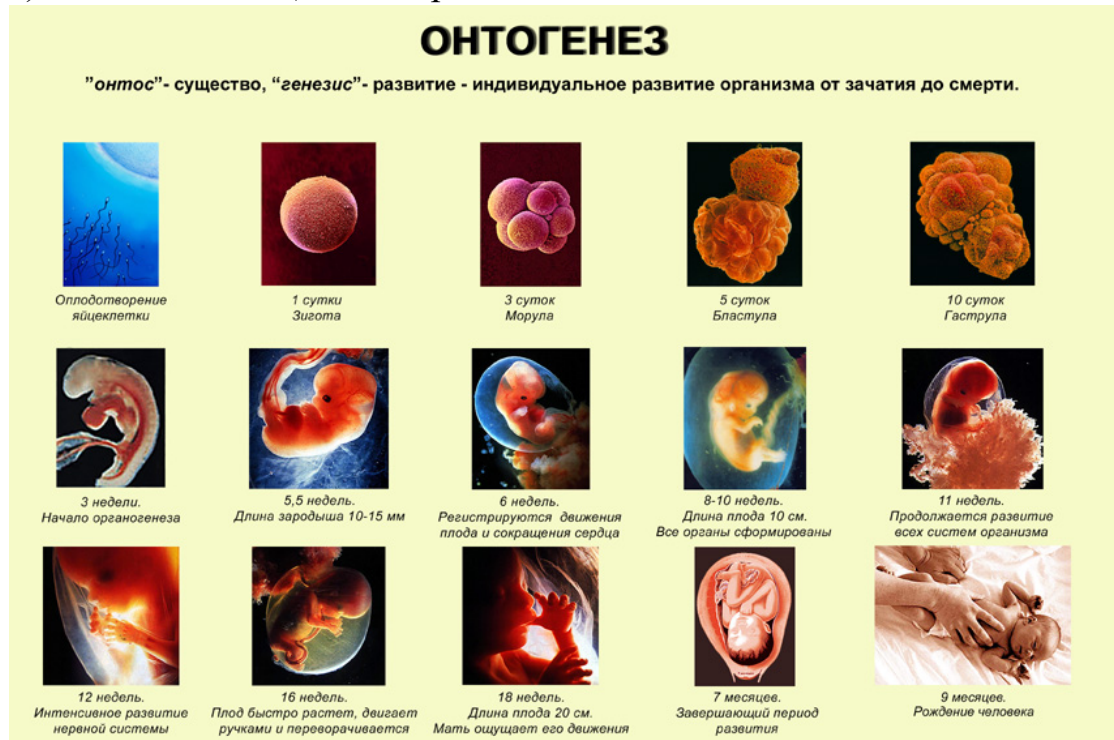 ОНТОГЕНЕЗ
"онтос"- существо, "генезис"- развитие - индивидуальное развитие организма от зачатия до смерти.
Оплодотворение
яйцеклетки
1 сутки
Зигота
3 суток
Морула
5 суток
Бластула
10 суток
Гаструла
3 недели.
Начало органогенеза
5,5 недель.
Длина зародыша 10-15 мм
6 недель.
Регистрируются движения
плода и сокращения сердца
8-10 недель.
Длина плода 10 см.
Все органы сформированы
11 недель.
Продолжается развитие
всех систем организма
12 недель.
Интенсивное развитие
нервной системы
16 недель.
Плод быстро растет, двигает
ручками и переворачивается
18 недель.
Длина плода 20 см.
Мать ощущает его движения
7 месяцев.
Завершающий период
развития
9 месяцев.
Рождение человека